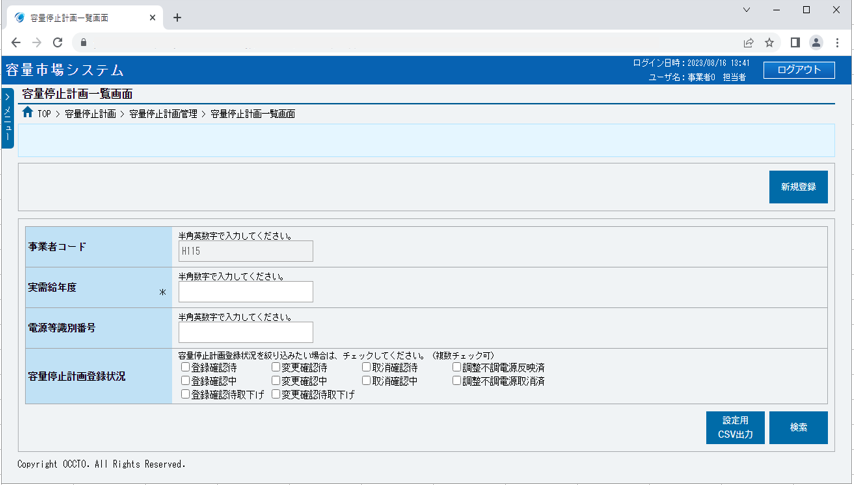 容量停止計画一覧画面
容量市場システム
ログイン日時：2023/08/16 13:41
ユーザ名：事業者0 担当者
ログアウト
メニュー
容量停止計画一覧画面
TOP > 容量停止計画 > 容量停止計画管理 > 容量停止計画一覧画面
新規登録
事業者コード
半角英数字で入力してください。
H115
実需給年度 *
半角数字で入力してください。
電源等識別番号
半角英数字で入力してください。
容量停止計画登録状況
容量停止計画登録状況を絞り込みたい場合は、チェックしてください。（複数チェック可）
登録確認待 変更確認待 取消確認待 調整不調電源反映済
登録確認中 変更確認中 取消確認中 調整不調電源取消済
登録確認待取下げ 変更確認待取下げ
設定用
CSV出力
検索
Copyright OCCTO. All Rights Reserved.